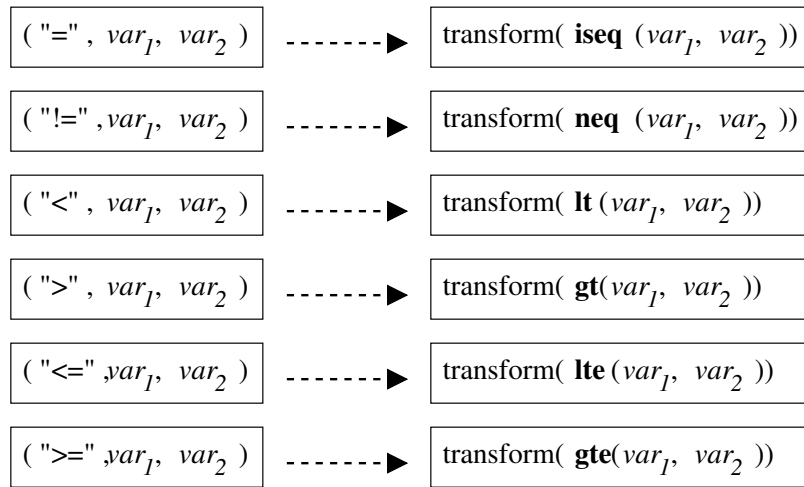 ( "=" , var1, var2 ) transform( iseq (var1, var2 ))
( "!=" ,var1, var2 ) transform( neq (var1, var2 ))
( "<" , var1, var2 ) transform( lt (var1, var2 ))
( ">" , var1, var2 ) transform( gt(var1, var2 ))
( "<=" ,var1, var2 ) transform( lte (var1, var2 ))
( ">=" ,var1, var2 ) transform( gte(var1, var2 ))